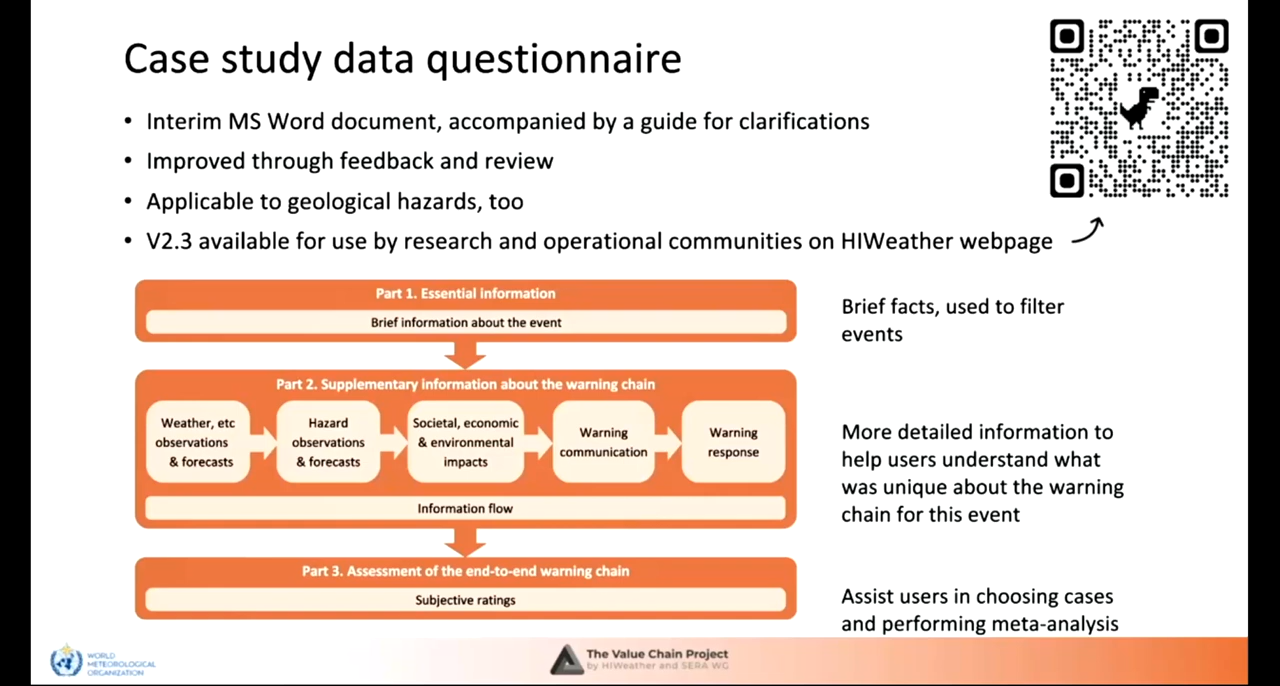 Case study data questionnaire
• Interim MS Word document, accompanied by a guide for clarifications
• Improved through feedback and review
• Applicable to geological hazards, too
• V2.3 available for use by research and operational communities on HIWeather webpage
Part 1. Essential information
Brief information about the event
Brief facts, used to filter
events
Part 2. Supplementary information about the warning chain
Weather, etc
observations
& forecasts
Hazard
observations
& forecasts
Societal, economic
& environmental
impacts
Warning
communication
Warning
response
Information flow
More detailed information to
help users understand what
was unique about the warning
chain for this event
Part 3. Assessment of the end-to-end warning chain
Subjective ratings
Assist users in choosing cases
and performing meta-analysis
WORLD
METEOROLOGICAL
ORGANIZATION
The Value Chain Project
by HIWeather and SERA WG